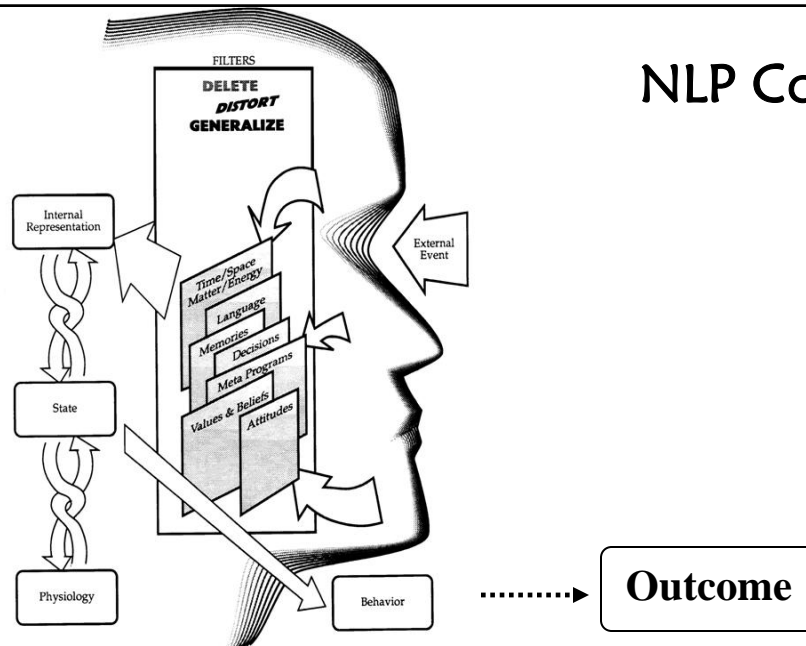 NLP Co
FILTERS
DELETE
DISTORT
GENERALIZE
Internal
Representation
External
Event
Time/Space
Matter/Energy
Language
Memories
Decisions
Meta Programs
Values & Beliefs
Attitudes
State
Physiology
Behavior
Outcome